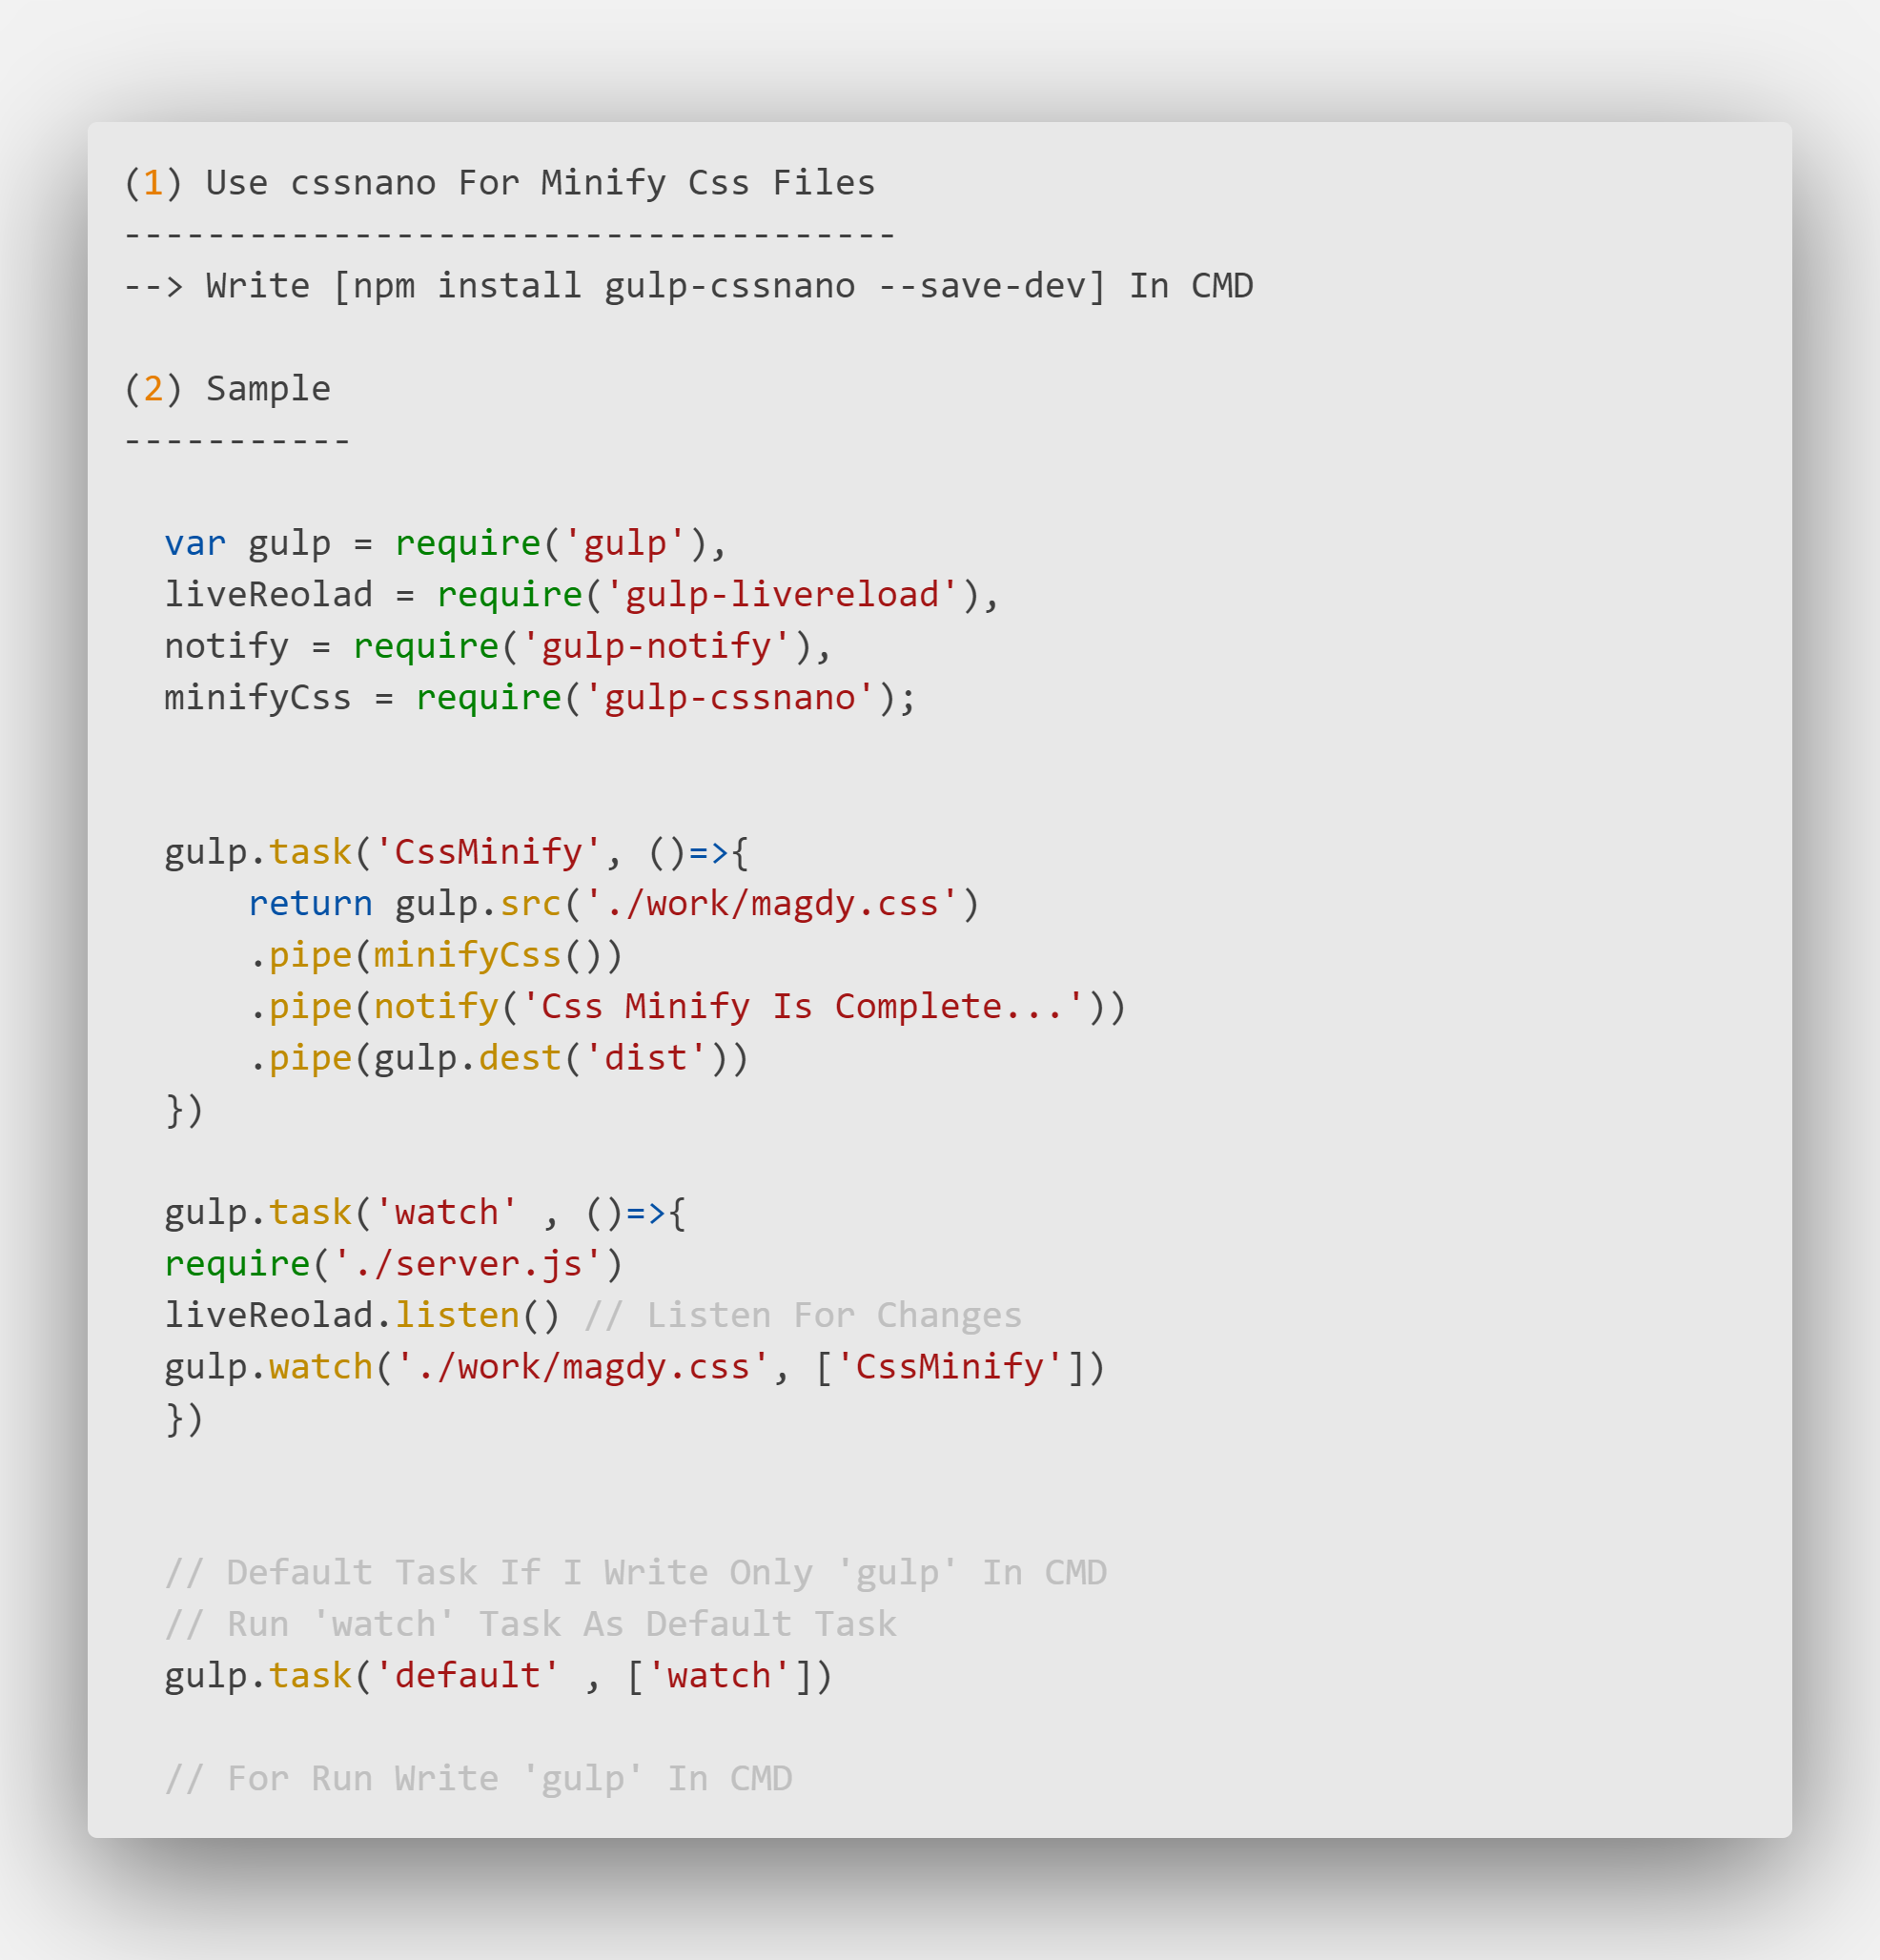 (1) Use cssnano For Minify Css Files
-------------------------------------
--> Write [npm install gulp-cssnano --save-dev] In CMD

(2) Sample
-----------

  var gulp = require('gulp'),
  liveReolad = require('gulp-livereload'),
  notify = require('gulp-notify'),
  minifyCss = require('gulp-cssnano');


  gulp.task('CssMinify', ()=>{
      return gulp.src('./work/magdy.css')
      .pipe(minifyCss())
      .pipe(notify('Css Minify Is Complete...'))
      .pipe(gulp.dest('dist'))
  })

  gulp.task('watch' , ()=>{
  require('./server.js')
  liveReolad.listen() // Listen For Changes
  gulp.watch('./work/magdy.css', ['CssMinify'])
  })


  // Default Task If I Write Only 'gulp' In CMD
  // Run 'watch' Task As Default Task
  gulp.task('default' , ['watch'])

  // For Run Write 'gulp' In CMD